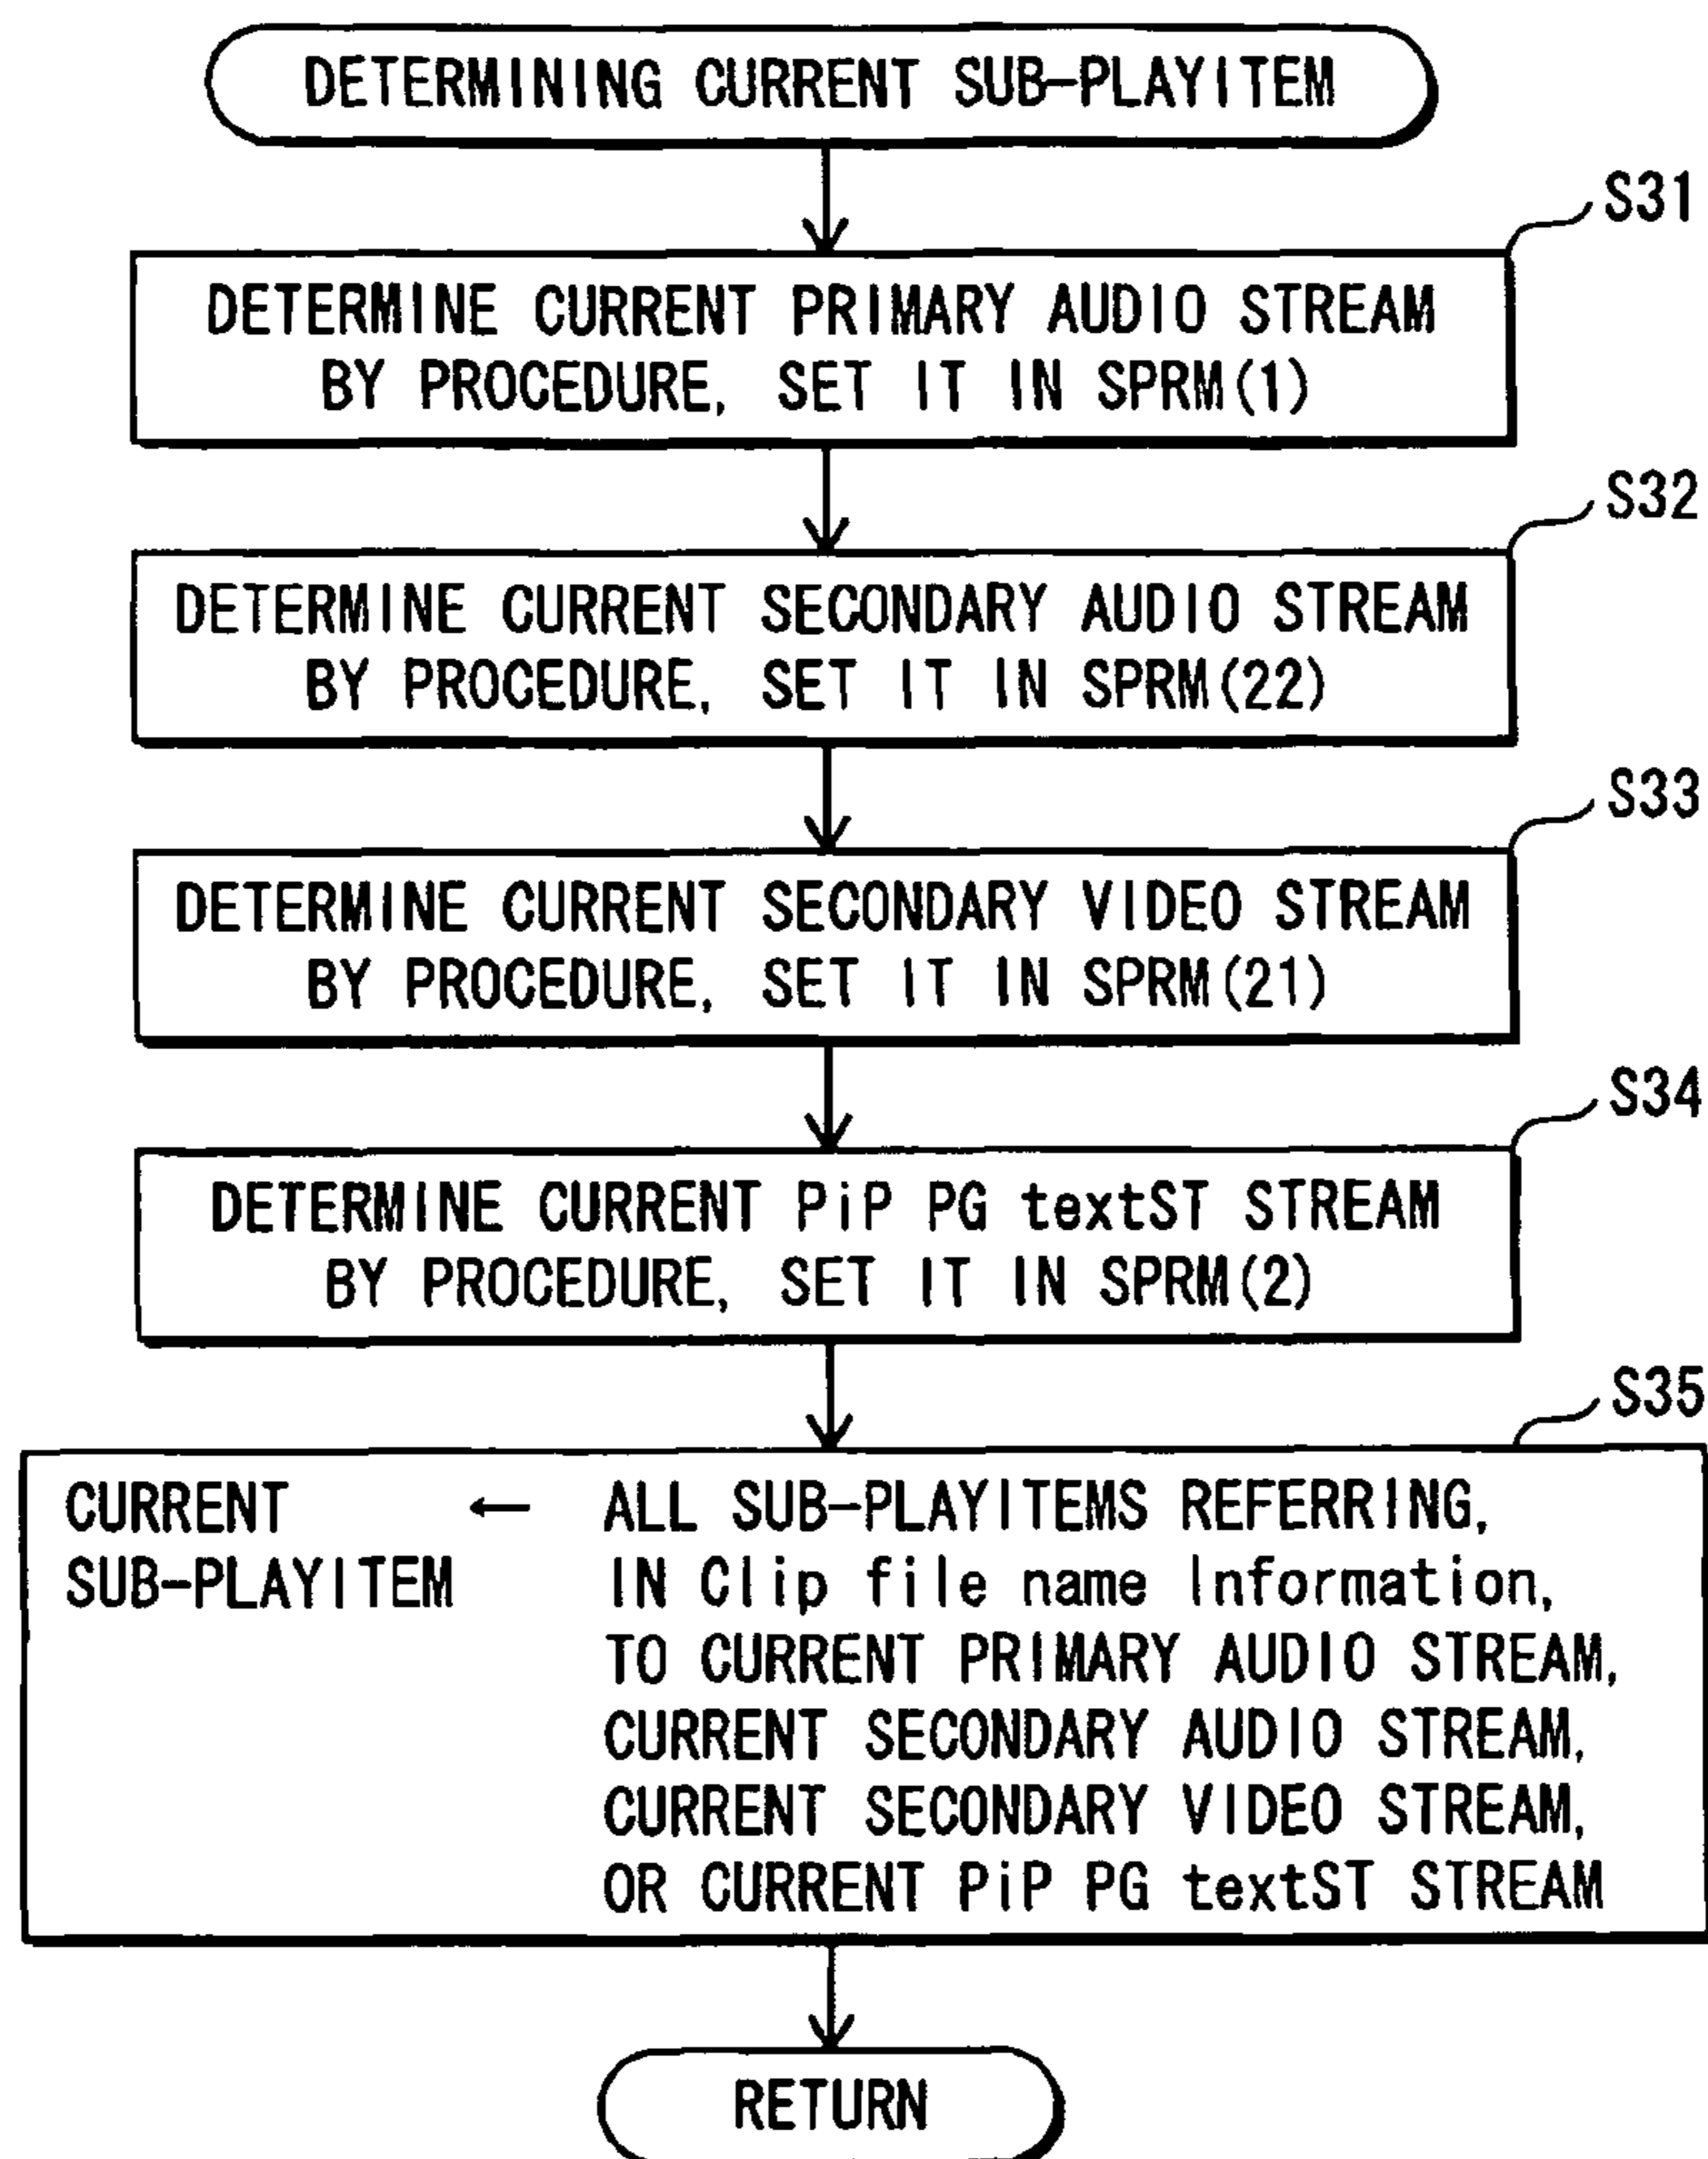 DETERMINING CURRENT SUB-PLAYITEM
S31
DETERMINE CURRENT PRIMARY AUDIO STREAM
BY PROCEDURE, SET IT IN SPRM(1)
S32
DETERMINE CURRENT SECONDARY AUDIO STREAM
BY PROCEDURE, SET IT IN SPRM(22)
S33
DETERMINE CURRENT SECONDARY VIDEO STREAM
BY PROCEDURE, SET IT IN SPRM(21)
S34
DETERMINE CURRENT PiP PG textST STREAM
BY PROCEDURE, SET IT IN SPRM(2)
S35
CURRENT ← ALL SUB-PLAYITEMS REFERRING,
SUB-PLAYITEM IN Clip file name Information,
TO CURRENT PRIMARY AUDIO STREAM,
CURRENT SECONDARY AUDIO STREAM,
CURRENT SECONDARY VIDEO STREAM,
OR CURRENT PiP PG textST STREAM
RETURN